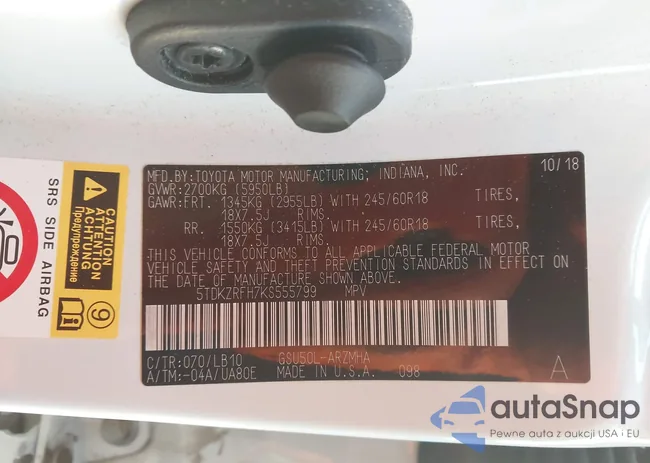 MFD.BY:TOYOTA MOTOR MANUFACTURING, INDIANA, INC. 10/18
GVWR:2700KG (5950LB)
GAWR:FRT. 1345KG (2955LB) WITH 245/60R18 TIRES,
18X7.5J RIMS.
RR. 1550KG (3415LB) WITH 245/60R18 TIRES,
18X7.5J RIMS.
THIS VEHICLE CONFORMS TO ALL APPLICABLE FEDERAL MOTOR
VEHICLE SAFETY AND THEFT PREVENTION STANDARDS IN EFFECT ON
THE DATE OF MANUFACTURE SHOWN ABOVE.
5TDKZRFH7KS555799 MPV
C/TR:070/LB10 GSU50L-ARZMHA
A/TM:-04A/UA80E MADE IN U.S.A. 098 A
SRS SIDE AIRBAG
CAUTION
ATTENTION
ACHTUNG
Предупреждение
9
autaSnap
Pewne auta z aukcji USA i EU